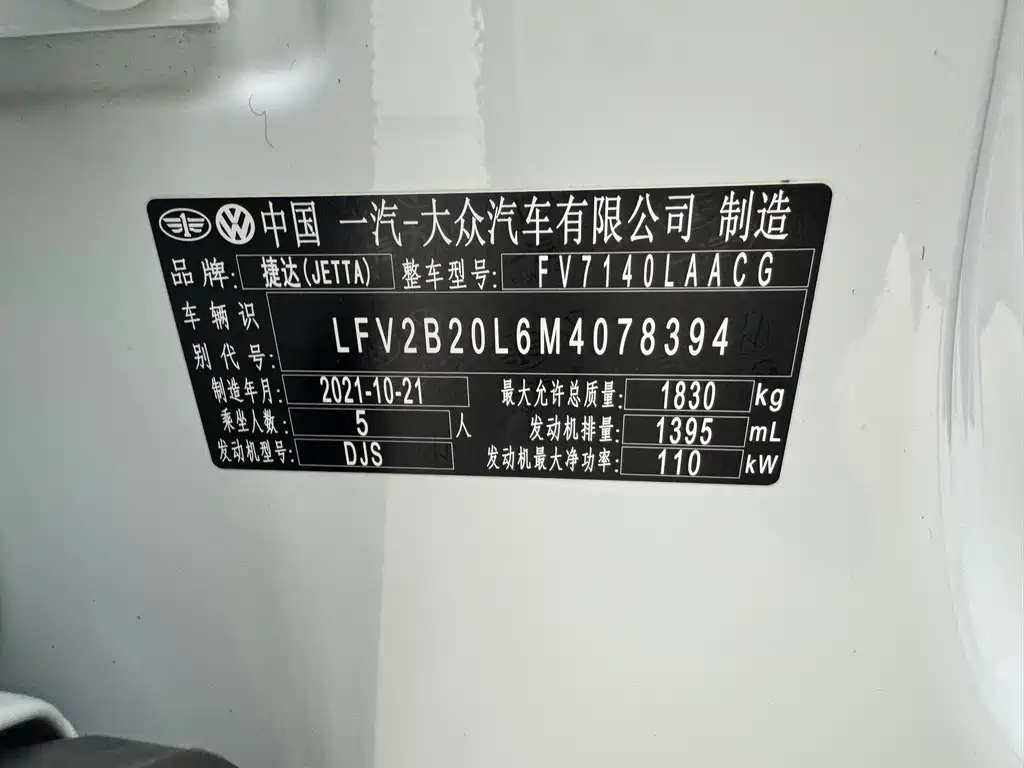 中国 一汽-大众汽车有限公司 制造
品牌: 捷达(JETTA) 整车型号: FV7140LAACG
车辆识别代号: LFV2B20L6M4078394
制造年月: 2021-10-21 最大允许总质量: 1830 kg
乘坐人数: 5 人 发动机排量: 1395 mL
发动机型号: DJS 发动机最大净功率: 110 kW